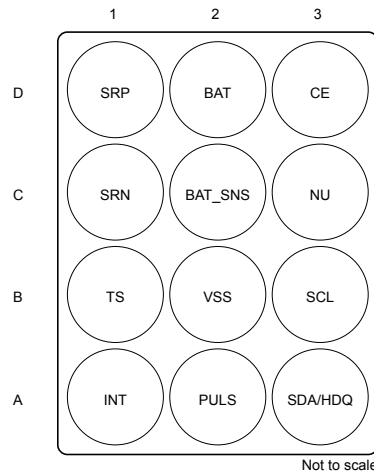 1 2 3
D SRP BAT CE
C SRN BAT_SNS NU
B TS VSS SCL
A INT PULS SDA/HDQ
Not to scale